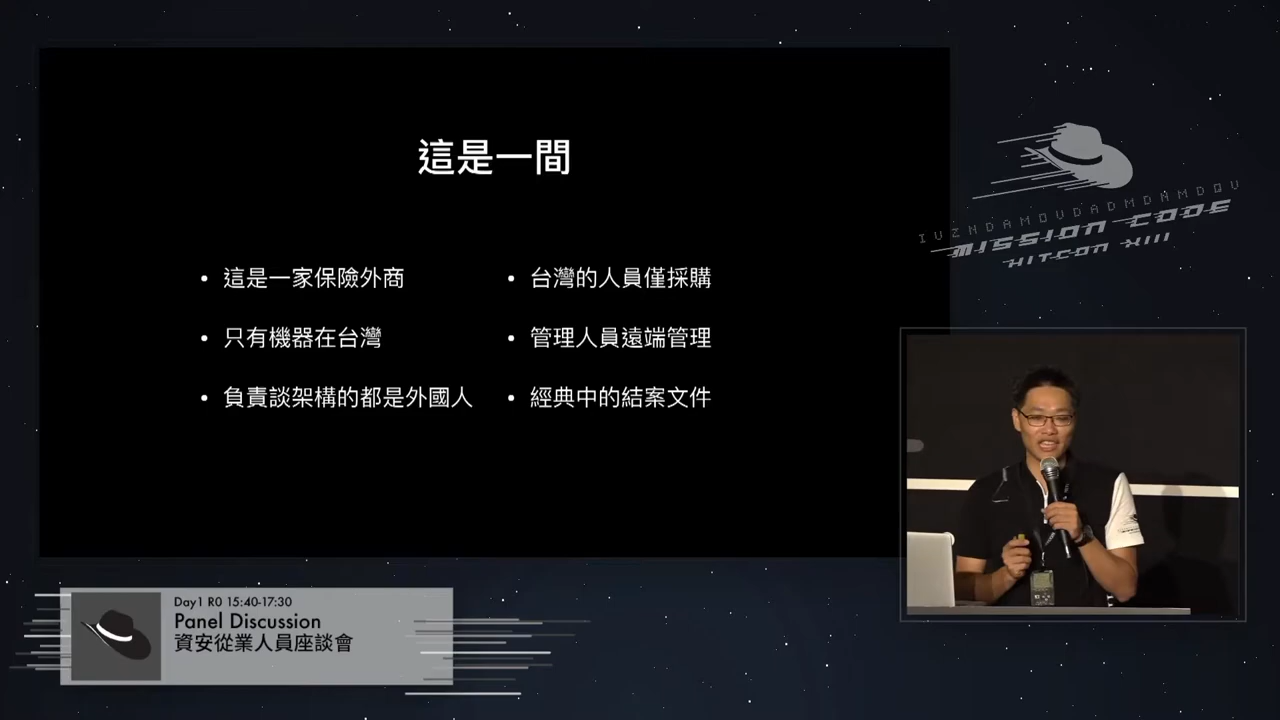 這是一間
這是一家保險外商
只有機器在台灣
負責談架構的都是外國人
台灣的人員僅採購
管理人員遠端管理
經典中的結案文件
IVZNDAMOVDADMDNMDQV
MISSION CODE
HITCON XIII
Day1 R0 15:40-17:30
Panel Discussion
資安從業人員座談會